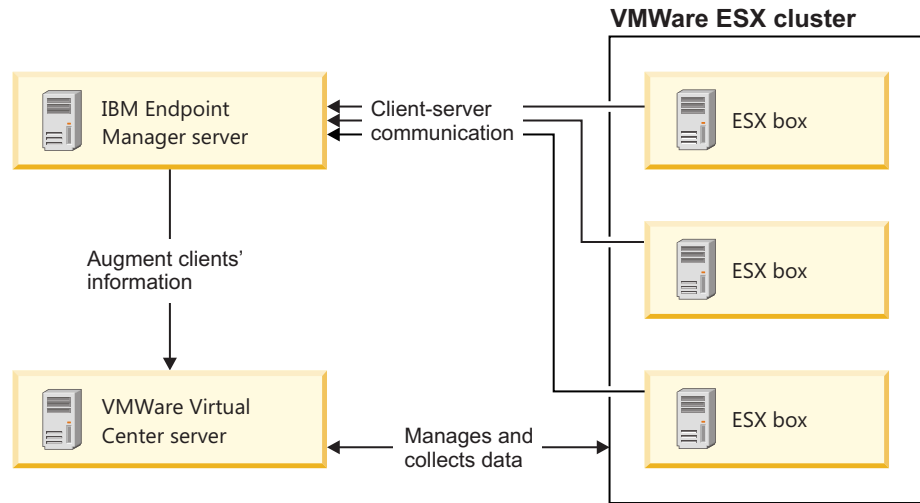 VMWare ESX cluster
IBM Endpoint
Manager server
Client-server
communication
ESX box
ESX box
Augment clients'
information
VMWare Virtual
Center server
Manages and
collects data
ESX box